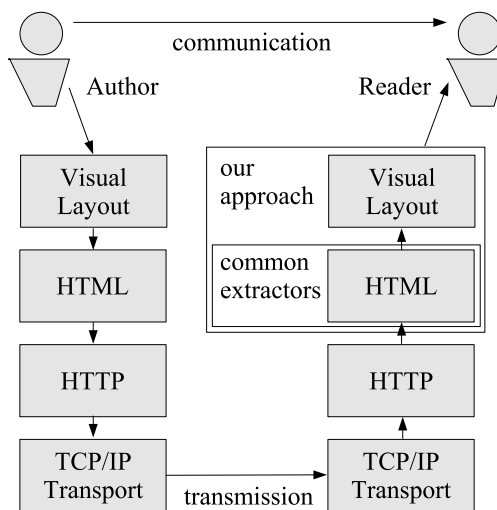 communication
Author
Reader
Visual
Layout
our
approach
Visual
Layout
HTML
common
extractors
HTML
HTTP
HTTP
TCP/IP
Transport
transmission
TCP/IP
Transport